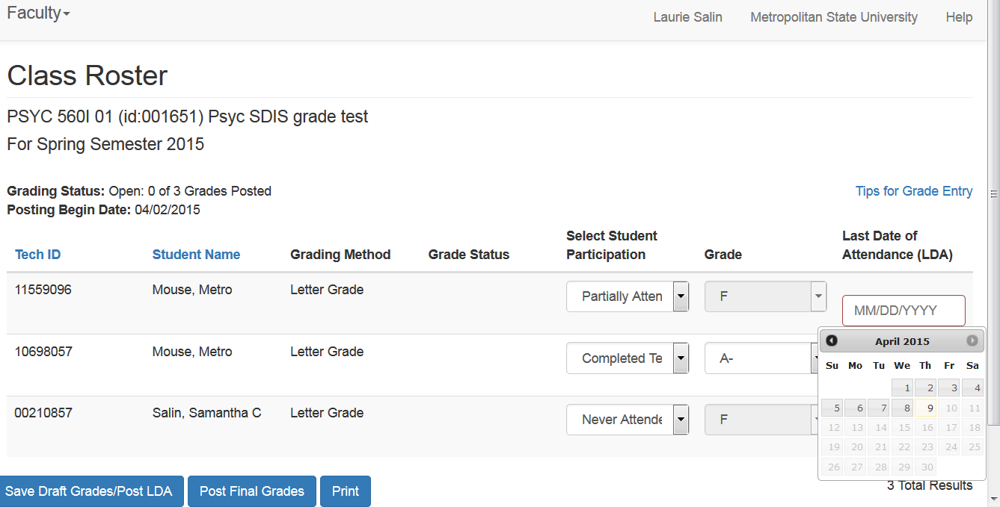 Faculty
Laurie Salin Metropolitan State University Help
Class Roster
PSYC 560I 01 (id:001651) Psyc SDIS grade test
For Spring Semester 2015
Grading Status: Open: 0 of 3 Grades Posted
Tips for Grade Entry
Posting Begin Date: 04/02/2015
Tech ID Student Name Grading Method Grade Status Select Student Participation Grade Last Date of Attendance (LDA)
11559096 Mouse, Metro Letter Grade Partially Atten F MM/DD/YYYY
10698057 Mouse, Metro Letter Grade Completed Te A-
00210857 Salin, Samantha C Letter Grade Never Attende F
April 2015
Su Mo Tu We Th Fr Sa
1 2 3 4
5 6 7 8 9 10 11
12 13 14 15 16 17 18
19 20 21 22 23 24 25
26 27 28 29 30
3 Total Results
Save Draft Grades/Post LDA Post Final Grades Print